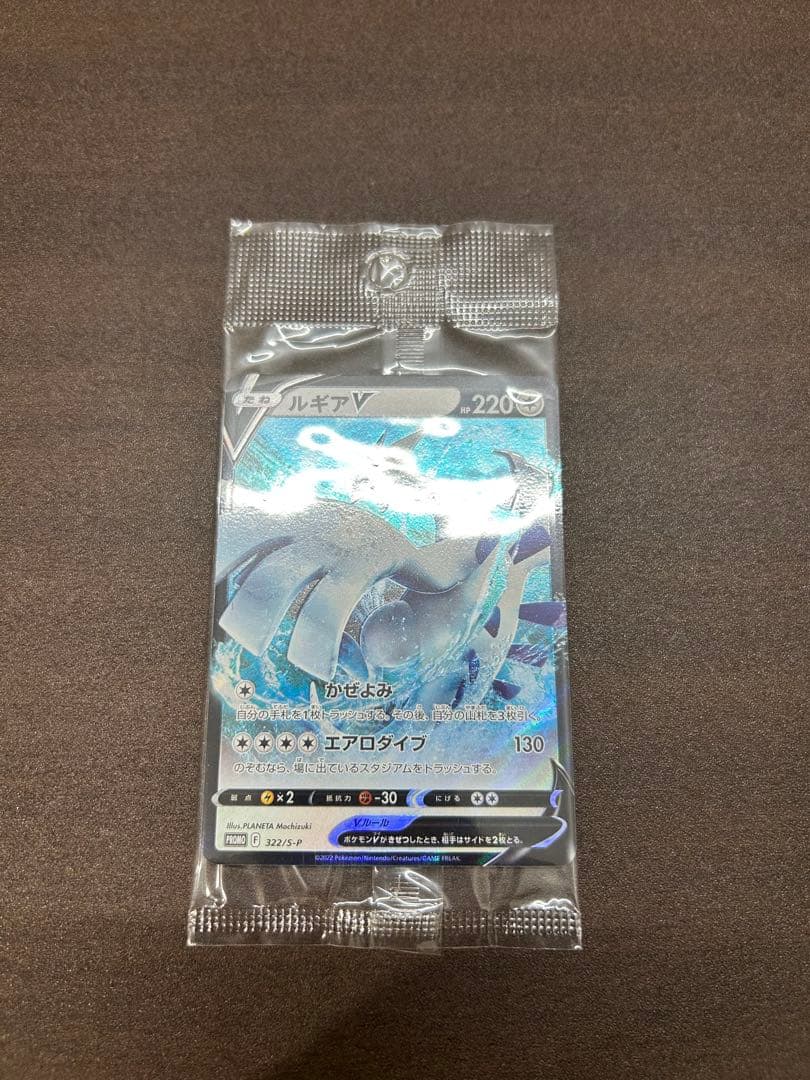 たね ルギアV HP 220
かぜよみ
自分の手札を1枚トラッシュする。その後、自分の山札を3枚引く。
エアロダイブ 130
のぞむなら、場に出ているスタジアムをトラッシュする。
弱点 ×2 抵抗力 -30 にげる
Illus.PLANETA Mochizuki
Vルール
ポケモンVがきぜつしたとき、相手はサイドを2枚とる。
PROMO F 322/S-P
©2022 Pokémon/Nintendo/Creatures/GAME FREAK.